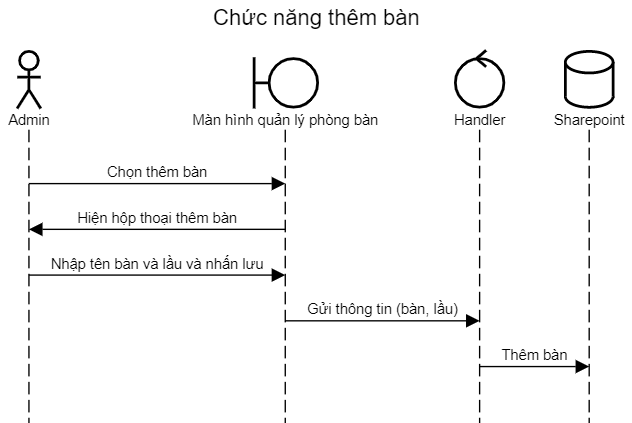 Chức năng thêm bàn
Admin
Màn hình quản lý phòng bàn
Handler
Sharepoint
Chọn thêm bàn
Hiện hộp thoại thêm bàn
Nhập tên bàn và lầu và nhấn lưu
Gửi thông tin (bàn, lầu)
Thêm bàn